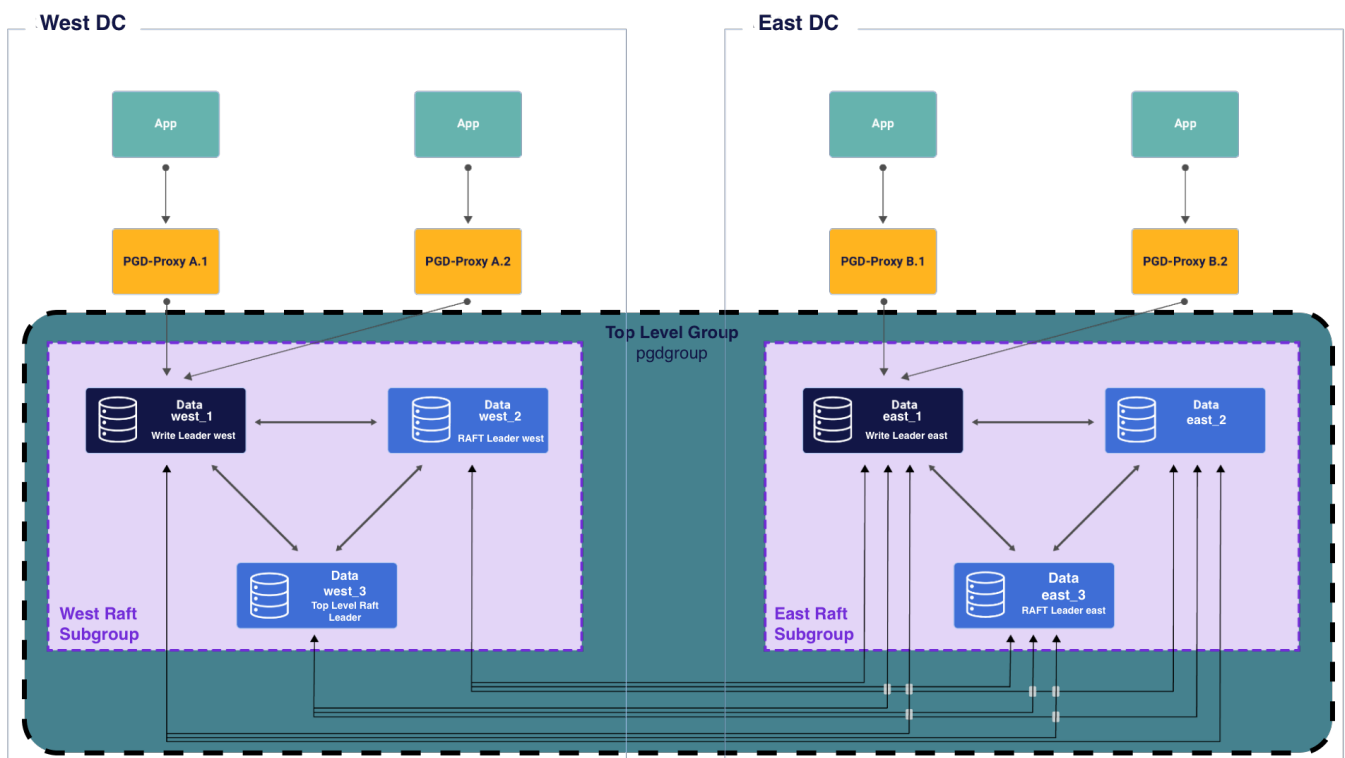 West DC
East DC
App
App
App
App
PGD-Proxy A.1
PGD-Proxy A.2
PGD-Proxy B.1
PGD-Proxy B.2
Top Level Group
pgdgroup
Data
west_1
Write Leader west
Data
west_2
RAFT Leader west
Data
east_1
Write Leader east
Data
east_2
Data
west_3
Top Level Raft
Leader
Data
east_3
RAFT Leader east
West Raft
Subgroup
East Raft
Subgroup